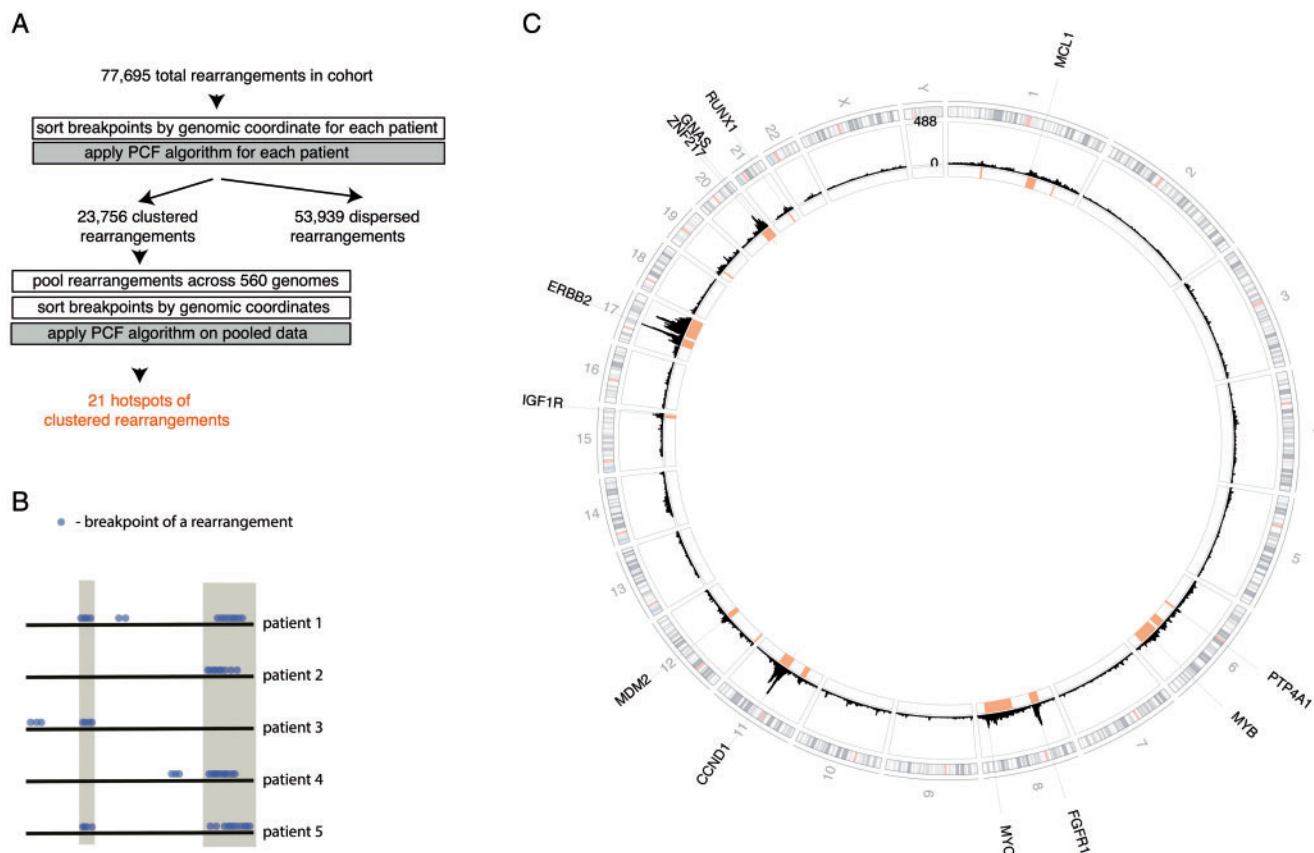 A
77,695 total rearrangements in cohort
sort breakpoints by genomic coordinate for each patient
apply PCF algorithm for each patient
23,756 clustered
rearrangements
53,939 dispersed
rearrangements
pool rearrangements across 560 genomes
sort breakpoints by genomic coordinates
apply PCF algorithm on pooled data
21 hotspots of
clustered rearrangements
B
- breakpoint of a rearrangement
patient 1
patient 2
patient 3
patient 4
patient 5
C
MCL1
1
2
3
5
6
PTP4A1
MYB
7
8
FGFR1
MYC
9
10
11
CCND1
12
MDM2
13
14
15
IGF1R
16
17
ERBB2
18
19
20
ZNF217
GNAS
21
RUNX1
22
X
Y
488
0